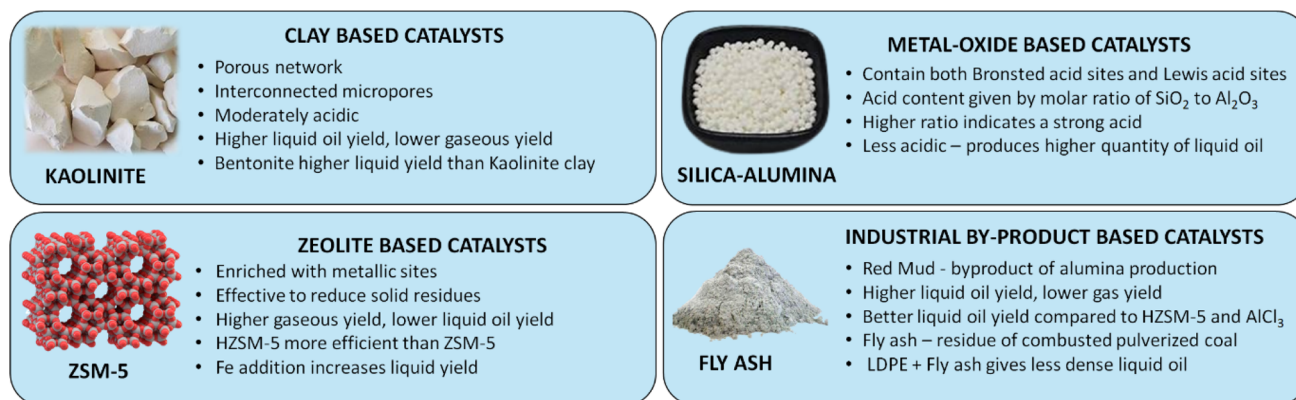 CLAY BASED CATALYSTS
• Porous network
• Interconnected micropores
• Moderately acidic
• Higher liquid oil yield, lower gaseous yield
• Bentonite higher liquid yield than Kaolinite clay
KAOLINITE
METAL-OXIDE BASED CATALYSTS
• Contain both Bronsted acid sites and Lewis acid sites
• Acid content given by molar ratio of SiO₂ to Al₂O₃
• Higher ratio indicates a strong acid
• Less acidic – produces higher quantity of liquid oil
SILICA-ALUMINA
ZEOLITE BASED CATALYSTS
• Enriched with metallic sites
• Effective to reduce solid residues
• Higher gaseous yield, lower liquid oil yield
• HZSM-5 more efficient than ZSM-5
• Fe addition increases liquid yield
ZSM-5
INDUSTRIAL BY-PRODUCT BASED CATALYSTS
• Red Mud - byproduct of alumina production
• Higher liquid oil yield, lower gas yield
• Better liquid oil yield compared to HZSM-5 and AlCl₃
• Fly ash – residue of combusted pulverized coal
• LDPE + Fly ash gives less dense liquid oil
FLY ASH